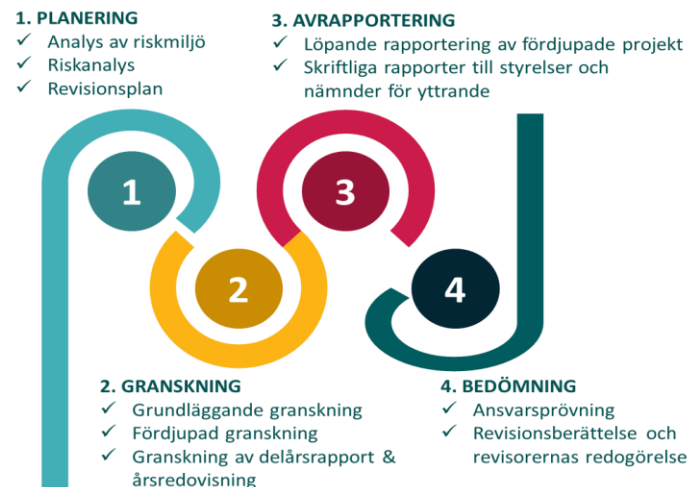 1. PLANERING
✓ Analys av riskmiljö
✓ Riskanalys
✓ Revisionsplan
3. AVRAPPORTERING
✓ Löpande rapportering av fördjupade projekt
✓ Skriftliga rapporter till styrelser och
nämnder för yttrande
1
3
2
4
2. GRANSKNING
✓ Grundläggande granskning
✓ Fördjupad granskning
✓ Granskning av delårsrapport &
årsredovisning
4. BEDÖMNING
✓ Ansvarsprövning
✓ Revisionsberättelse och
revisorernas redogörelse